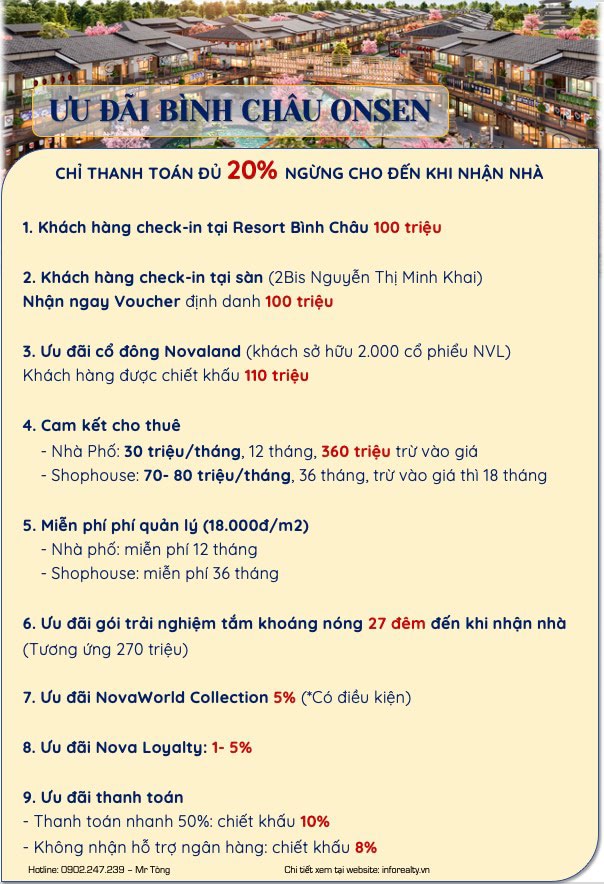 ƯU ĐÃI BÌNH CHÂU ONSEN
CHỈ THANH TOÁN ĐỦ 20% NGỪNG CHO ĐẾN KHI NHẬN NHÀ
1. Khách hàng check-in tại Resort Bình Châu 100 triệu
2. Khách hàng check-in tại sàn (2Bis Nguyễn Thị Minh Khai)
Nhận ngay Voucher định danh 100 triệu
3. Ưu đãi cổ đông Novaland (khách sở hữu 2.000 cổ phiếu NVL)
Khách hàng được chiết khấu 110 triệu
4. Cam kết cho thuê
- Nhà Phố: 30 triệu/tháng, 12 tháng, 360 triệu trừ vào giá
- Shophouse: 70- 80 triệu/tháng, 36 tháng, trừ vào giá thì 18 tháng
5. Miễn phí phí quản lý (18.000đ/m2)
- Nhà phố: miễn phí 12 tháng
- Shophouse: miễn phí 36 tháng
6. Ưu đãi gói trải nghiệm tắm khoáng nóng 27 đêm đến khi nhận nhà
(Tương ứng 270 triệu)
7. Ưu đãi NovaWorld Collection 5% (*Có điều kiện)
8. Ưu đãi Nova Loyalty: 1- 5%
9. Ưu đãi thanh toán
- Thanh toán nhanh 50%: chiết khấu 10%
- Không nhận hỗ trợ ngân hàng: chiết khấu 8%
Hotline: 0902.247.239 – Mr Tòng
Chi tiết xem tại website: inforealty.vn